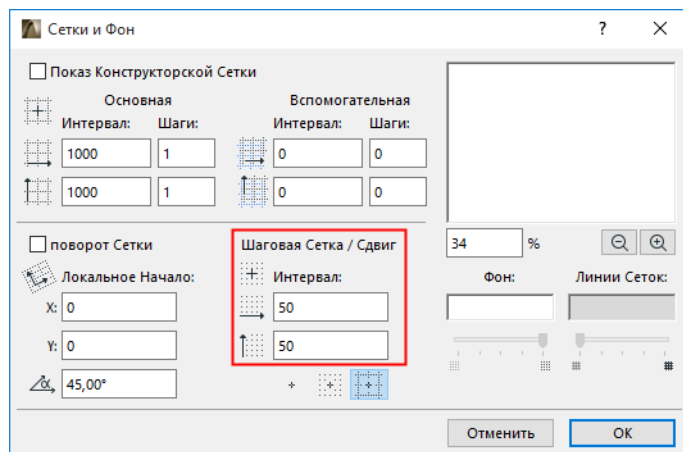 Сетки и Фон
Показ Конструкторской Сетки
Основная
Вспомогательная
Интервал: Шаги: Интервал: Шаги:
1000 1 0 0
1000 1 0 0
поворот Сетки
Локальное Начало:
X: 0
Y: 0
45,00°
Шаговая Сетка / Сдвиг
Интервал:
50
50
34 %
Фон: Линии Сеток:
Отменить OK